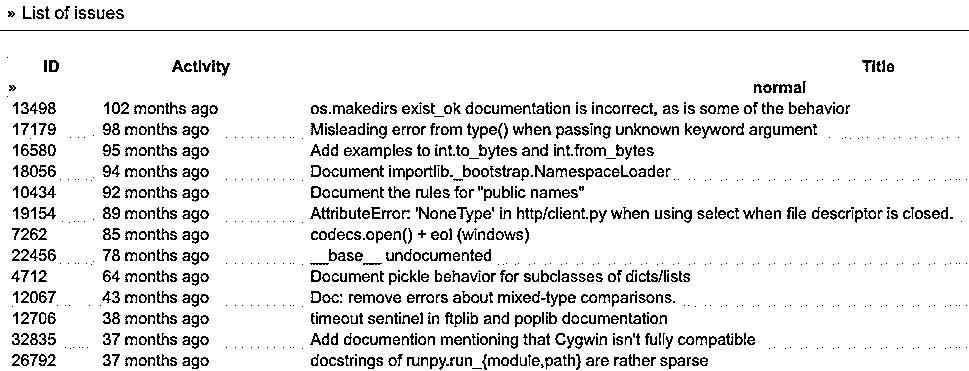 » List of issues
ID Activity Title
» normal
13498 102 months ago os.makedirs exist_ok documentation is incorrect, as is some of the behavior
17179 98 months ago Misleading error from type() when passing unknown keyword argument
16580 95 months ago Add examples to int.to_bytes and int.from_bytes
18056 94 months ago Document importlib._bootstrap.NamespaceLoader
10434 92 months ago Document the rules for "public names"
19154 89 months ago AttributeError: 'NoneType' in http/client.py when using select when file descriptor is closed.
7262 85 months ago codecs.open() + eol (windows)
22456 78 months ago __base__ undocumented
4712 64 months ago Document pickle behavior for subclasses of dicts/lists
12067 43 months ago Doc: remove errors about mixed-type comparisons.
12706 38 months ago timeout sentinel in ftplib and poplib documentation
32835 37 months ago Add documention mentioning that Cygwin isn't fully compatible
26792 37 months ago docstrings of runpy.run_{module,path} are rather sparse